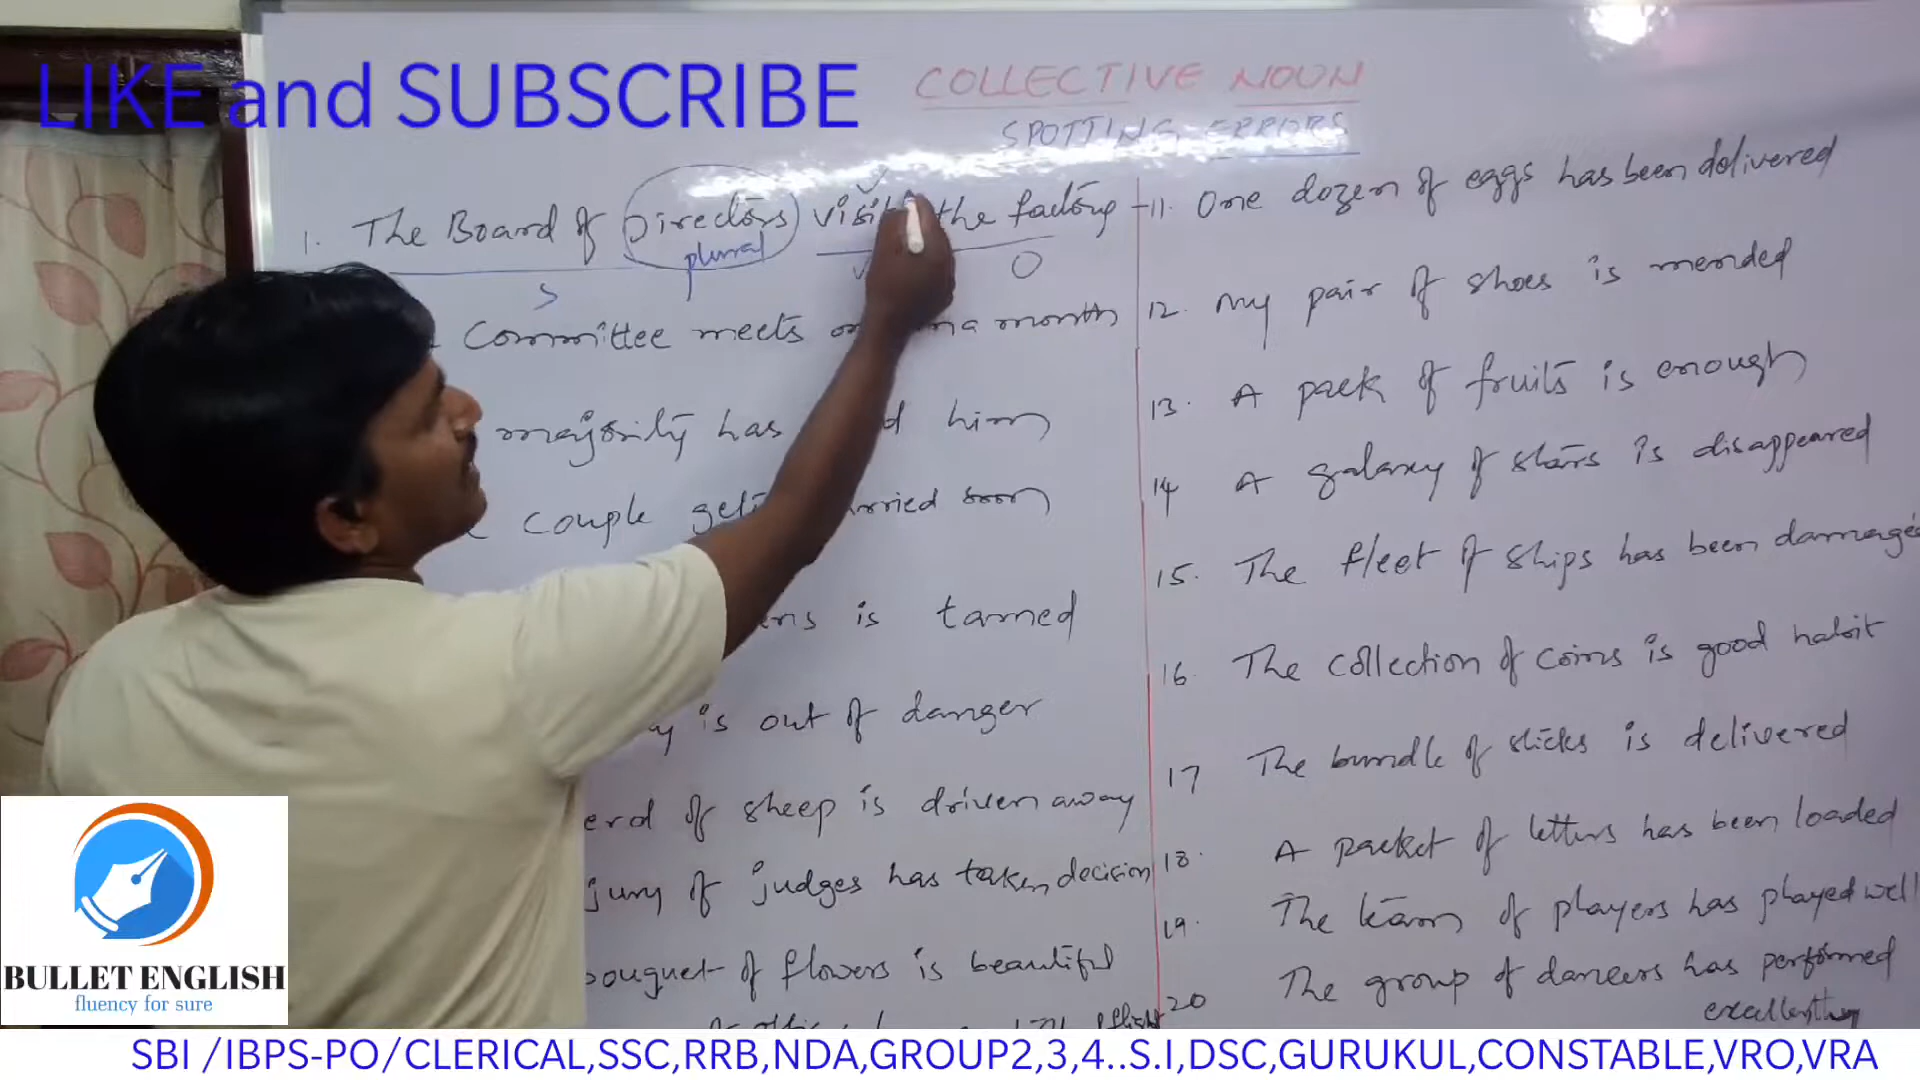 LIKE and SUBSCRIBE
COLLECTIVE NOUN
SPOTTING ERRORS
1. The Board of Directors visit the factory
plural
S
O
Committee meets in a month
majority has him
couple soon
is tamed
is out of danger
of sheep is driven away
jury of judges has taken decision
bouquet of flowers is beautiful
11. One dozen of eggs has been delivered
12. My pair of shoes is mended
13. A pack of fruits is enough
14 A galaxy of stars is disappeared
15. The fleet of ships has been damaged
16. The collection of coins is good habit
17 The bundle of sticks is delivered
18. A packet of letters has been loaded
19. The team of players has played well
20 The group of dancers has performed
BULLET ENGLISH
fluency for sure
SBI /IBPS-PO/CLERICAL,SSC,RRB,NDA,GROUP2,3,4..S.I,DSC,GURUKUL,CONSTABLE,VRO,VRA